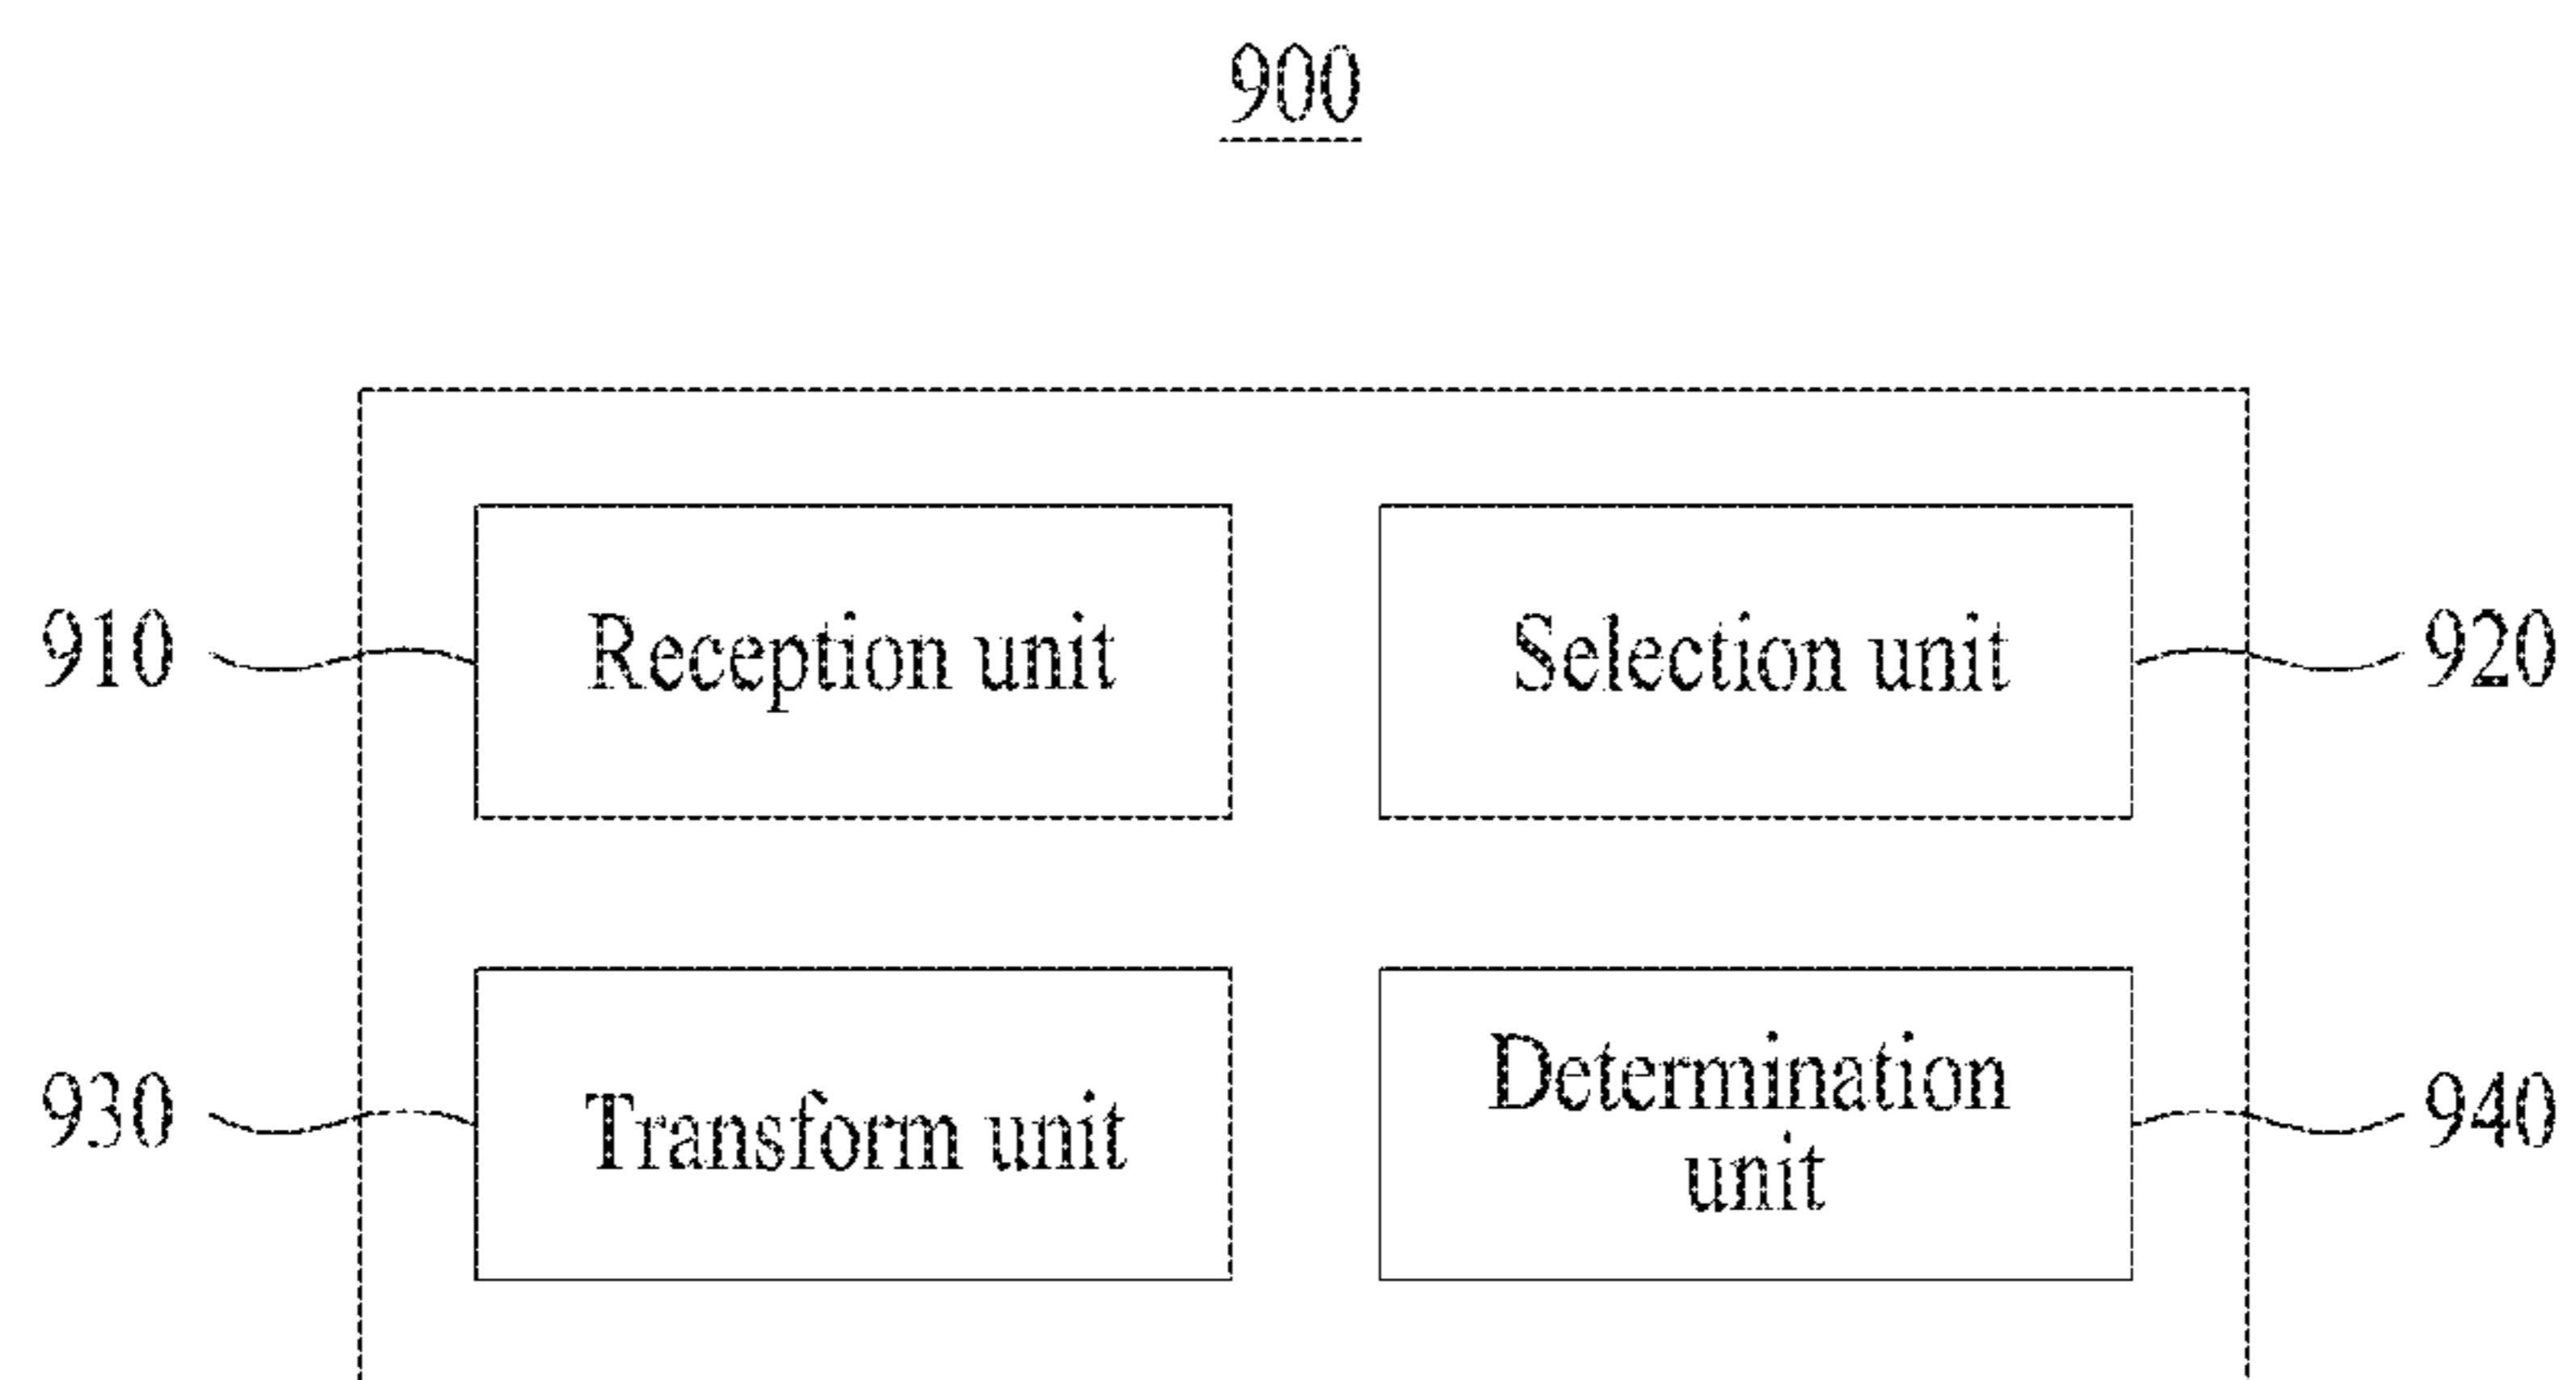 900
910
Reception unit
Selection unit
920
930
Transform unit
Determination
unit
940